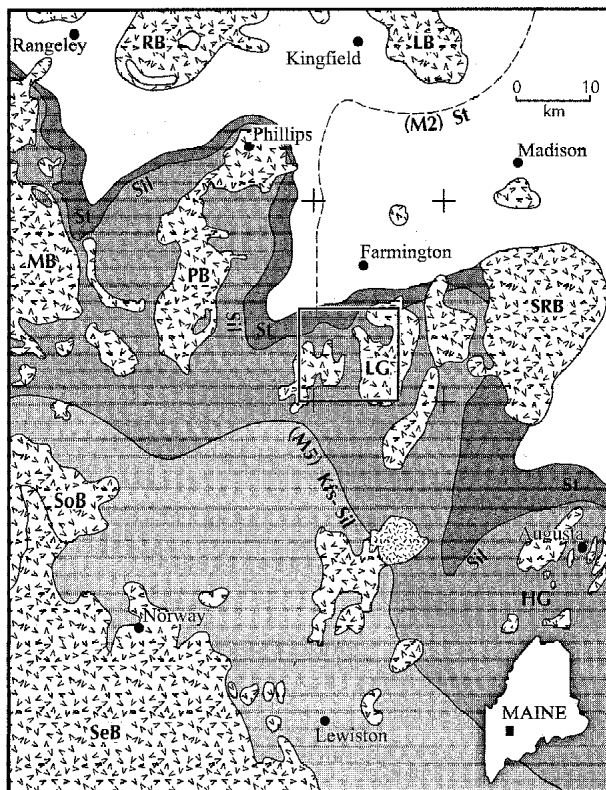 Rangeley
RB
Kingfield
LB
0 10
km
(M2) St
Phillips
Madison
Sil
St
Farmington
MB
PB
SRB
Sil
St
LG
(M5) Kfs-Sil
SoB
St
Sil
Augusta
HG
Norway
MAINE
SeB
Lewiston